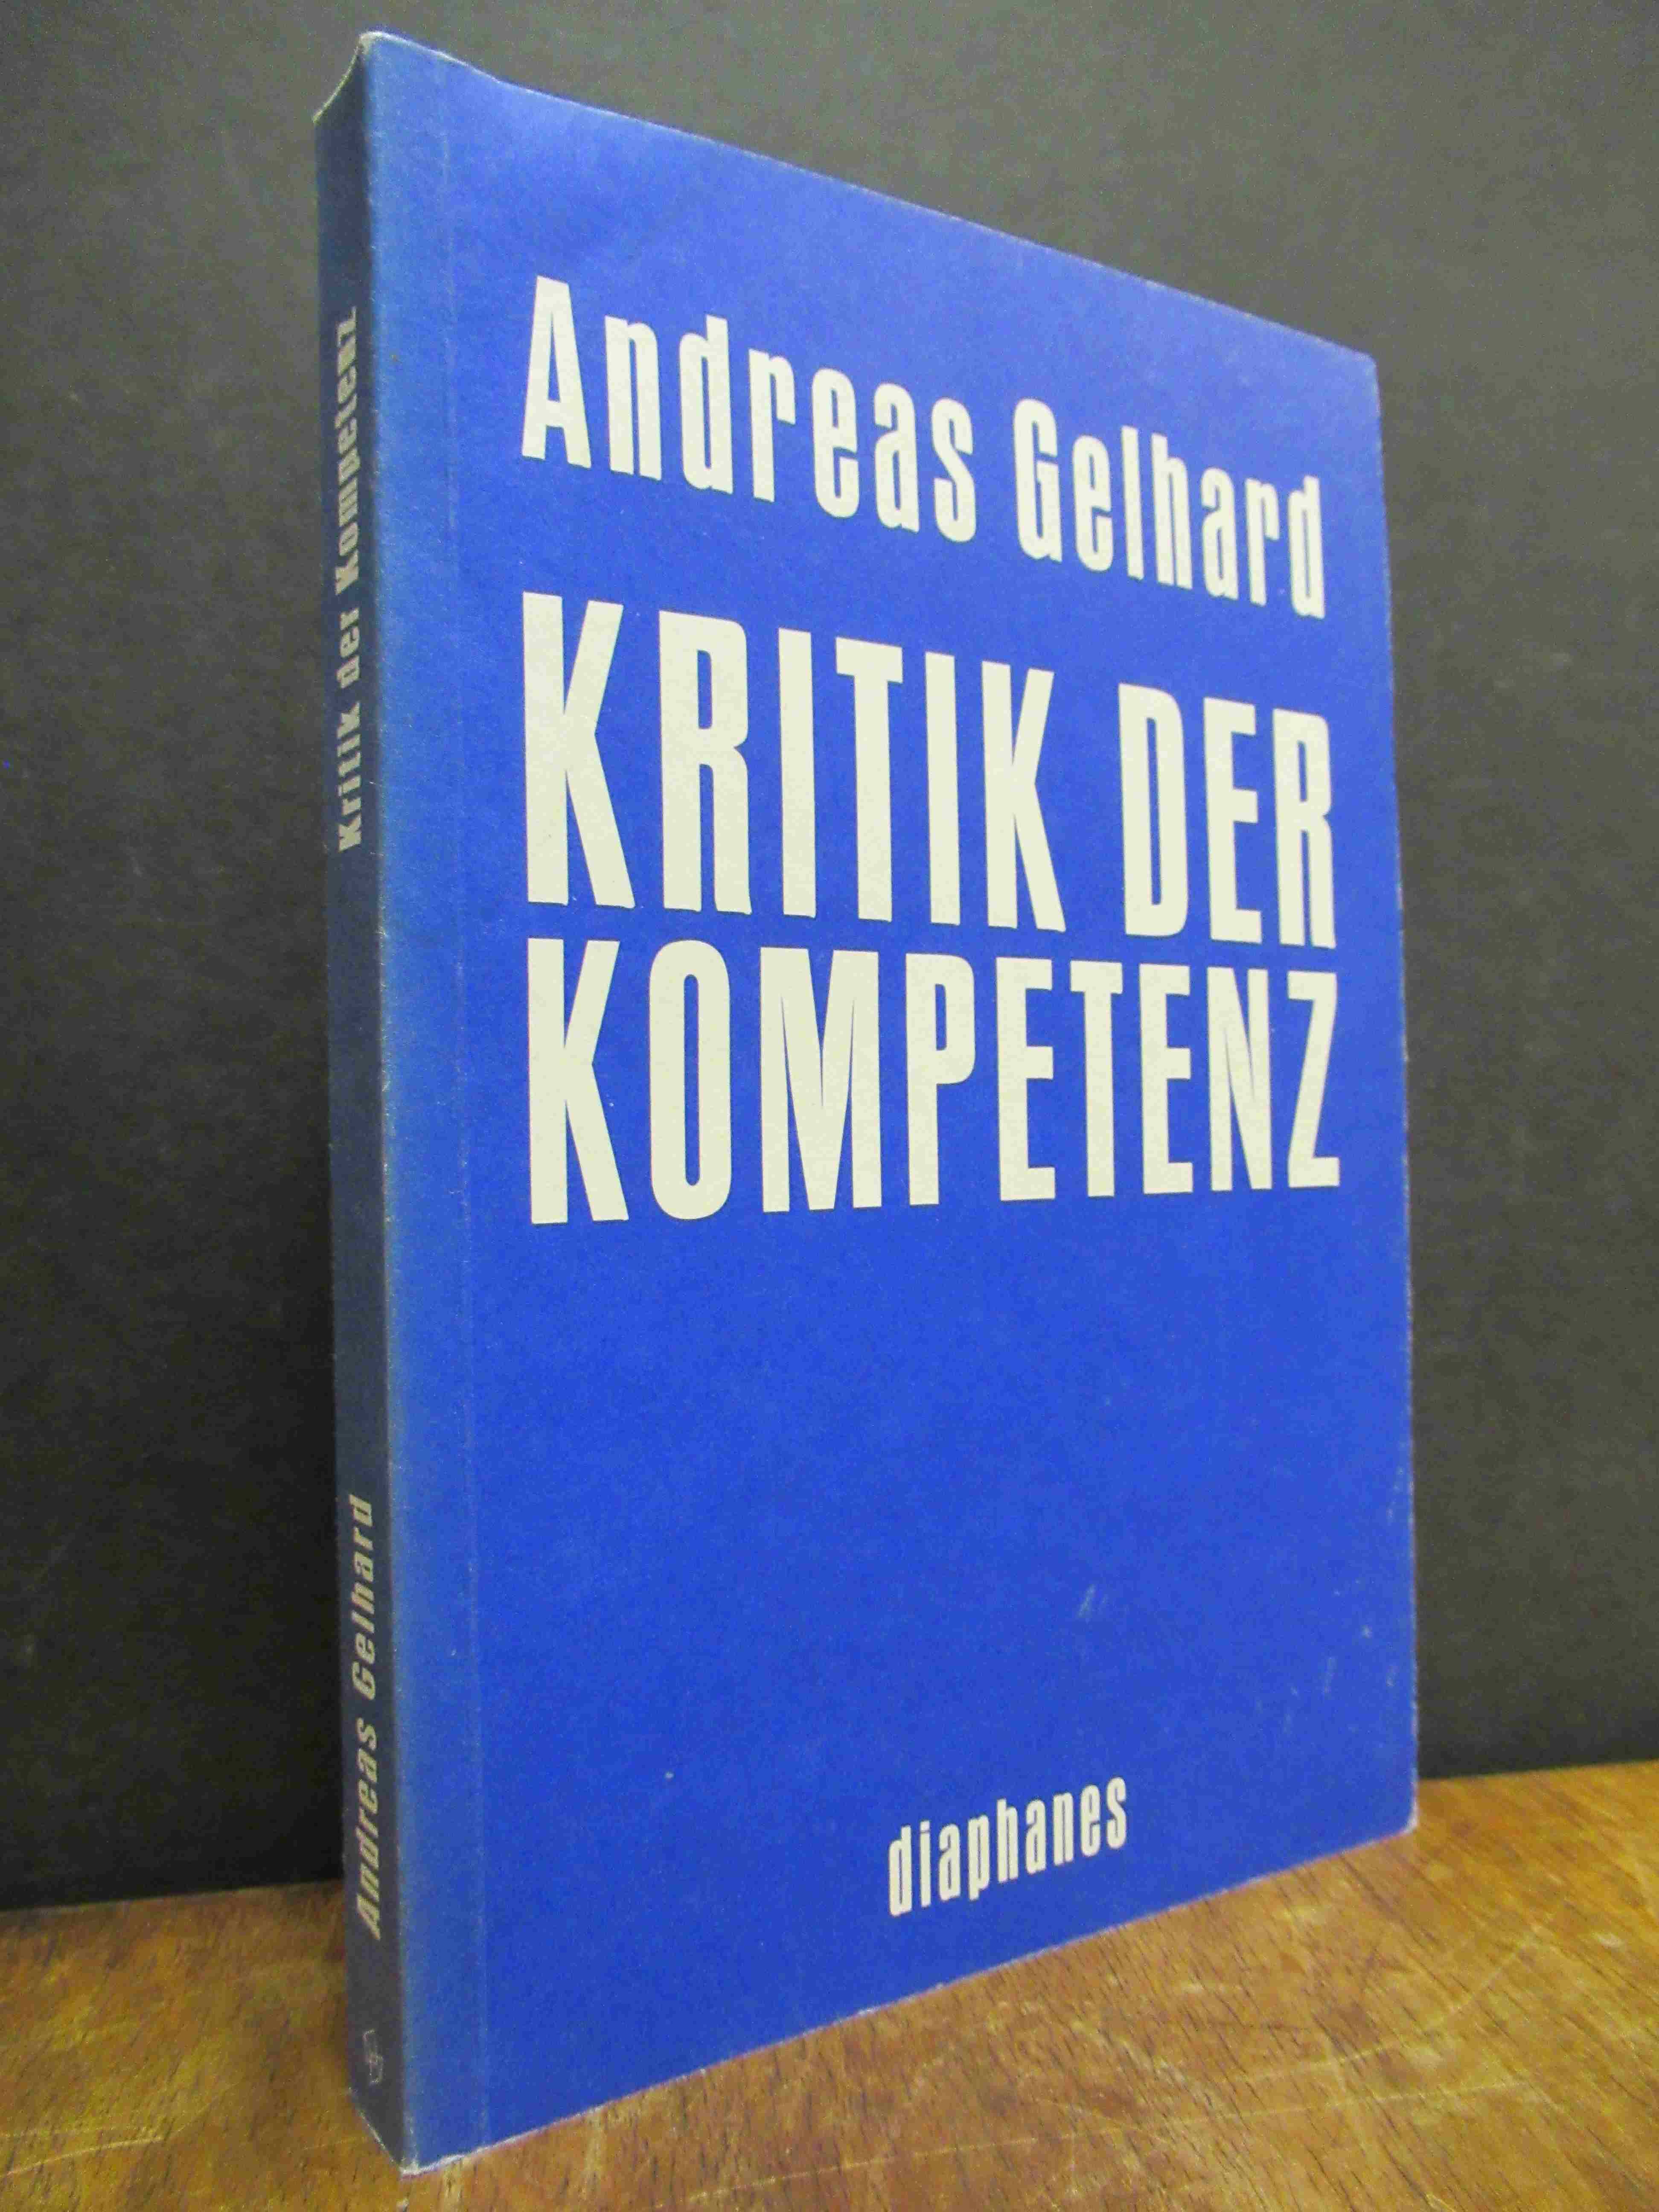 Andreas Gelhard
KRITIK DER
KOMPETENZ
diaphanes
Andreas Gelhard
Kritik der Kompetenz